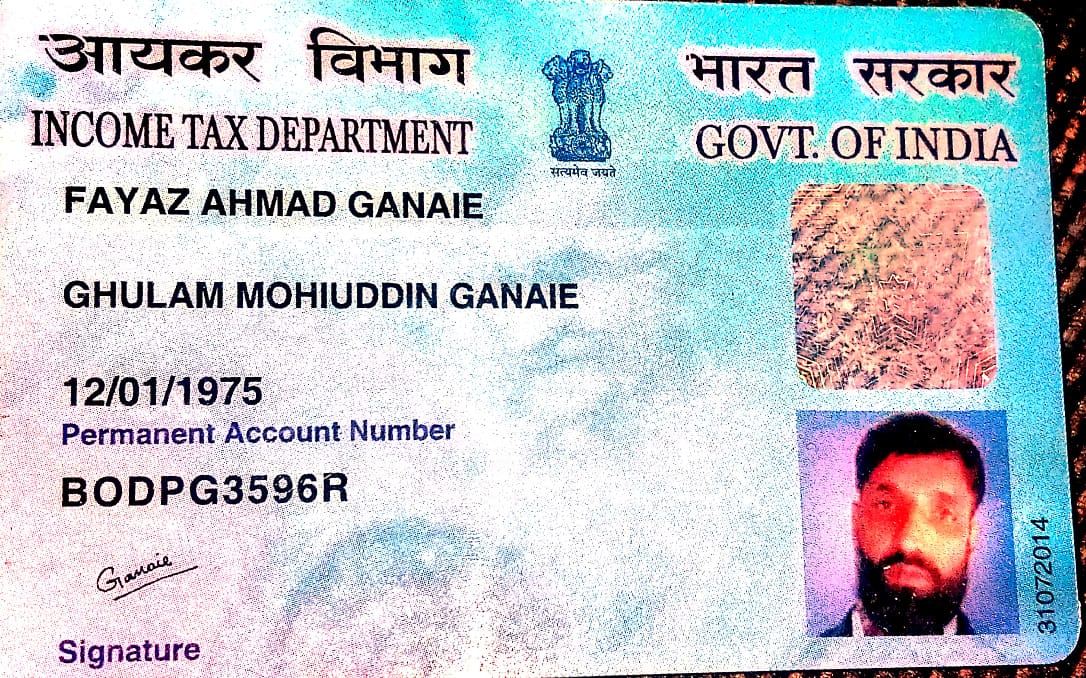 आयकर विभाग
INCOME TAX DEPARTMENT
सत्यमेव जयते
भारत सरकार
GOVT. OF INDIA
FAYAZ AHMAD GANAIE
GHULAM MOHIUDDIN GANAIE
12/01/1975
Permanent Account Number
BODPG3596R
Ganaie
Signature
31072014